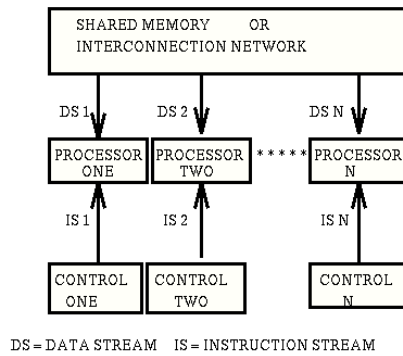 SHARED MEMORY OR
INTERCONNECTION NETWORK
DS 1 DS 2 DS N
PROCESSOR ONE
PROCESSOR TWO
*****
PROCESSOR N
IS 1 IS 2 IS N
CONTROL ONE
CONTROL TWO
CONTROL N
DS = DATA STREAM IS = INSTRUCTION STREAM